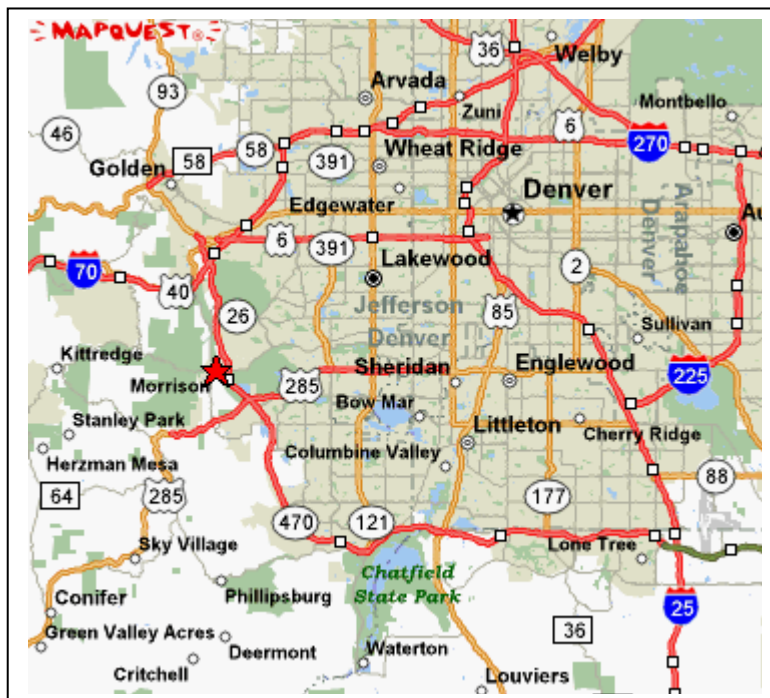 MAPQUEST®
36
Welby
93
Arvada
Zuni
Montbello
46
6
58
58
391
Wheat Ridge
270
Golden
Edgewater
Denver
Arapahoe
Denver
Au
6
391
Lakewood
2
70
40
26
Jefferson
Denver
85
Sullivan
Kittredge
Sheridan
Englewood
225
Morrison
285
Bow Mar
Stanley Park
Littleton
Cherry Ridge
Herzman Mesa
Columbine Valley
88
64
285
177
470
121
Sky Village
Lone Tree
Chatfield
State Park
Phillipsburg
Conifer
25
Green Valley Acres
Deermont
Waterton
36
Critchell
Louviers